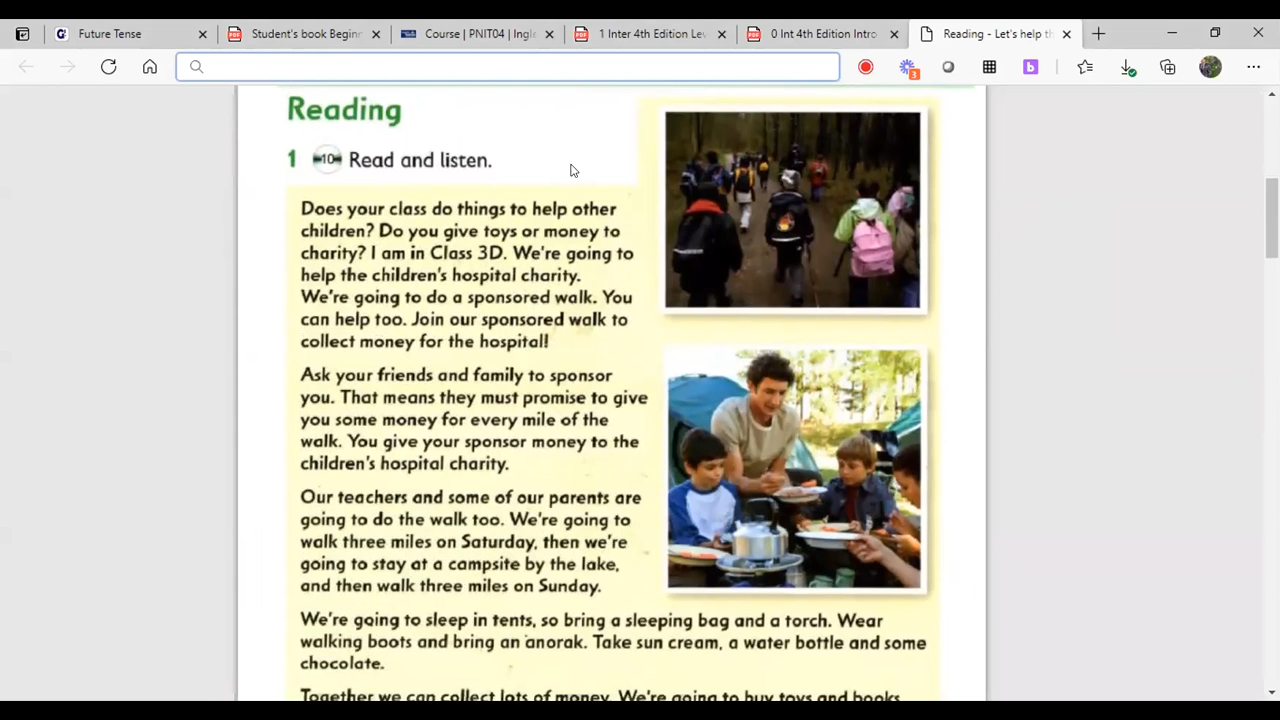 Future Tense
Student's book Beginn
Course | PNIT04 | Ingle
1 Inter 4th Edition Lev
0 Int 4th Edition Intro
Reading - Let's help th
3
b
Reading
1 10 Read and listen.
Does your class do things to help other
children? Do you give toys or money to
charity? I am in Class 3D. We're going to
help the children's hospital charity.
We're going to do a sponsored walk. You
can help too. Join our sponsored walk to
collect money for the hospital!
Ask your friends and family to sponsor
you. That means they must promise to give
you some money for every mile of the
walk. You give your sponsor money to the
children's hospital charity.
Our teachers and some of our parents are
going to do the walk too. We're going to
walk three miles on Saturday, then we're
going to stay at a campsite by the lake,
and then walk three miles on Sunday.
We're going to sleep in tents, so bring a sleeping bag and a torch. Wear
walking boots and bring an anorak. Take sun cream, a water bottle and some
chocolate.
Together we can collect lots of money. We're going to buy toys and books